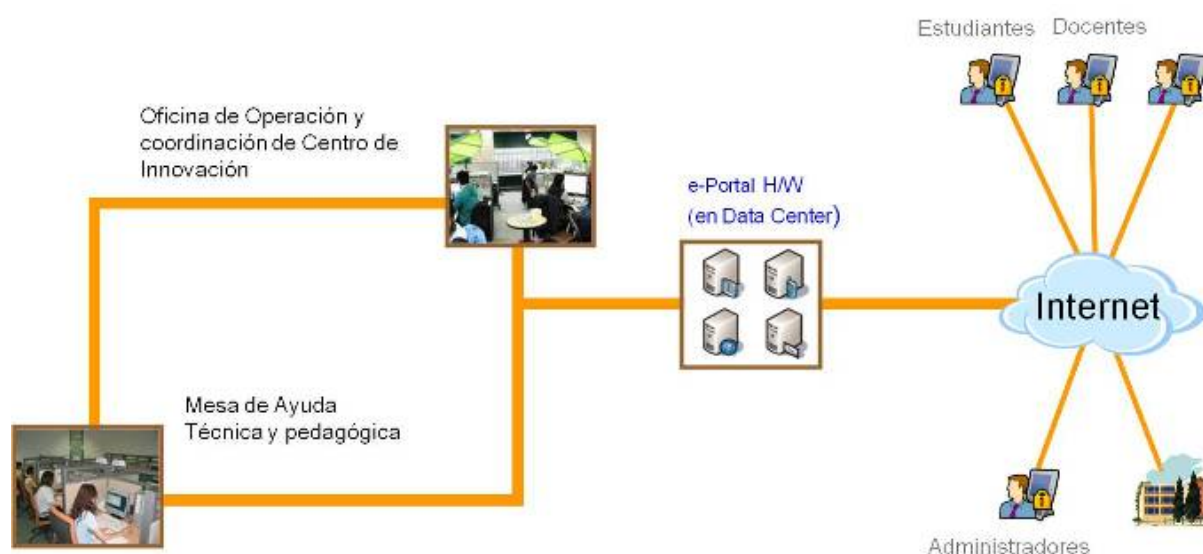 Estudiantes Docentes
Oficina de Operación y
coordinación de Centro de
Innovación
e-Portal H/W
(en Data Center)
Internet
Mesa de Ayuda
Técnica y pedagógica
Administradores